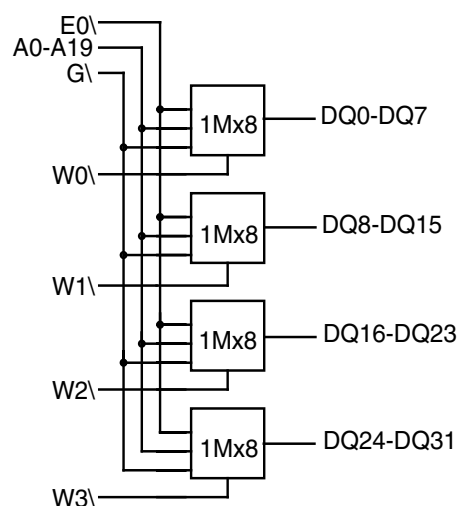 E0\
A0-A19
G\
1Mx8
DQ0-DQ7
W0\
1Mx8
DQ8-DQ15
W1\
1Mx8
DQ16-DQ23
W2\
1Mx8
DQ24-DQ31
W3\